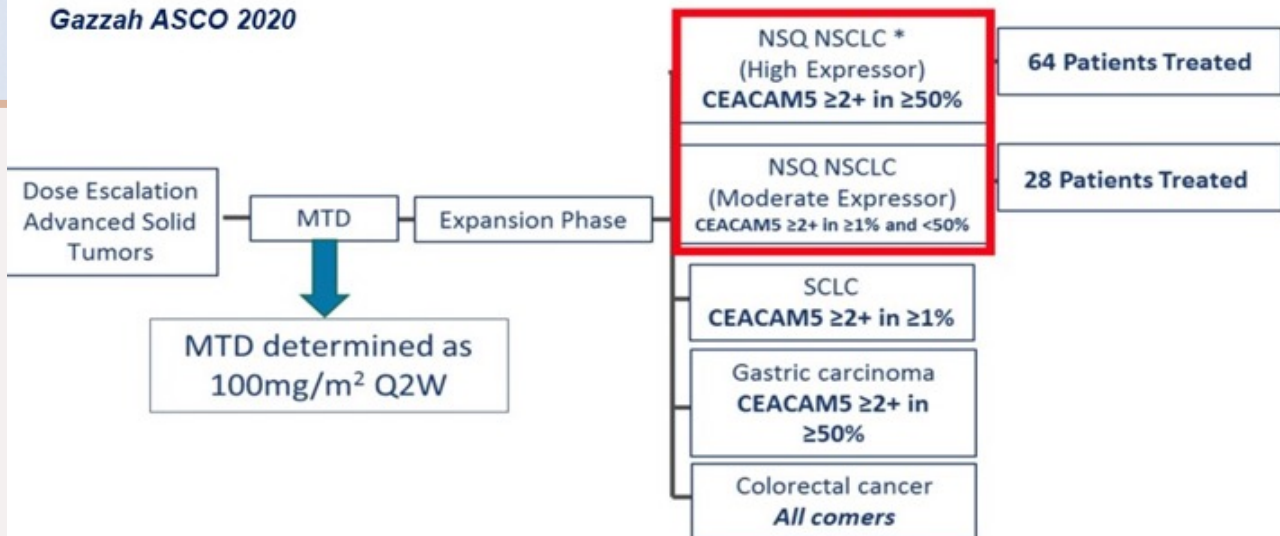 Gazzah ASCO 2020
NSQ NSCLC *
(High Expressor)
CEACAM5 ≥2+ in ≥50%
64 Patients Treated
NSQ NSCLC
(Moderate Expressor)
CEACAM5 ≥2+ in ≥1% and <50%
28 Patients Treated
Dose Escalation
Advanced Solid
Tumors
MTD
Expansion Phase
MTD determined as
100mg/m² Q2W
SCLC
CEACAM5 ≥2+ in ≥1%
Gastric carcinoma
CEACAM5 ≥2+ in
≥50%
Colorectal cancer
All comers